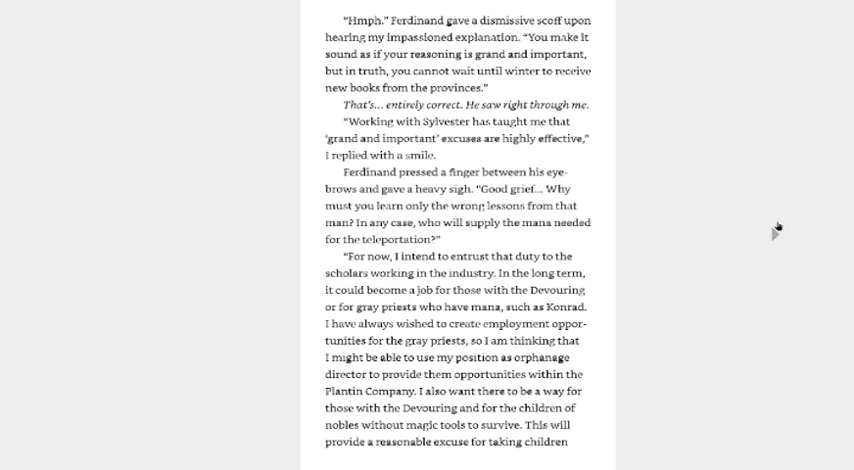 “Hmph.” Ferdinand gave a dismissive scoff upon
hearing my impassioned explanation. “You make it
sound as if your reasoning is grand and important,
but in truth, you cannot wait until winter to receive
new books from the provinces.”
That’s... entirely correct. He saw right through me.
“Working with Sylvester has taught me that
‘grand and important’ excuses are highly effective,”
I replied with a smile.
Ferdinand pressed a finger between his eye-
brows and gave a heavy sigh. “Good grief... Why
must you learn only the wrong lessons from that
man? In any case, who will supply the mana needed
for the teleportation?”
“For now, I intend to entrust that duty to the
scholars working in the industry. In the long term,
it could become a job for those with the Devouring
or for gray priests who have mana, such as Konrad.
I have always wished to create employment oppor-
tunities for the gray priests, so I am thinking that
I might be able to use my position as orphanage
director to provide them opportunities within the
Plantin Company. I also want there to be a way for
those with the Devouring and for the children of
nobles without magic tools to survive. This will
provide a reasonable excuse for taking children